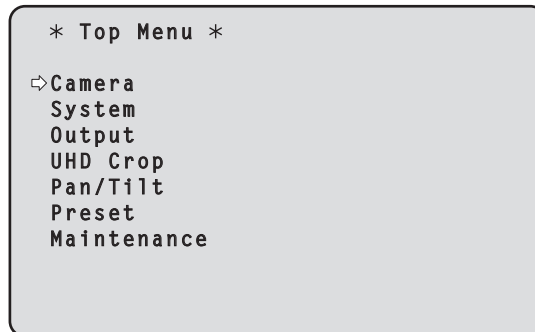 * Top Menu *
⇨Camera
System
Output
UHD Crop
Pan/Tilt
Preset
Maintenance